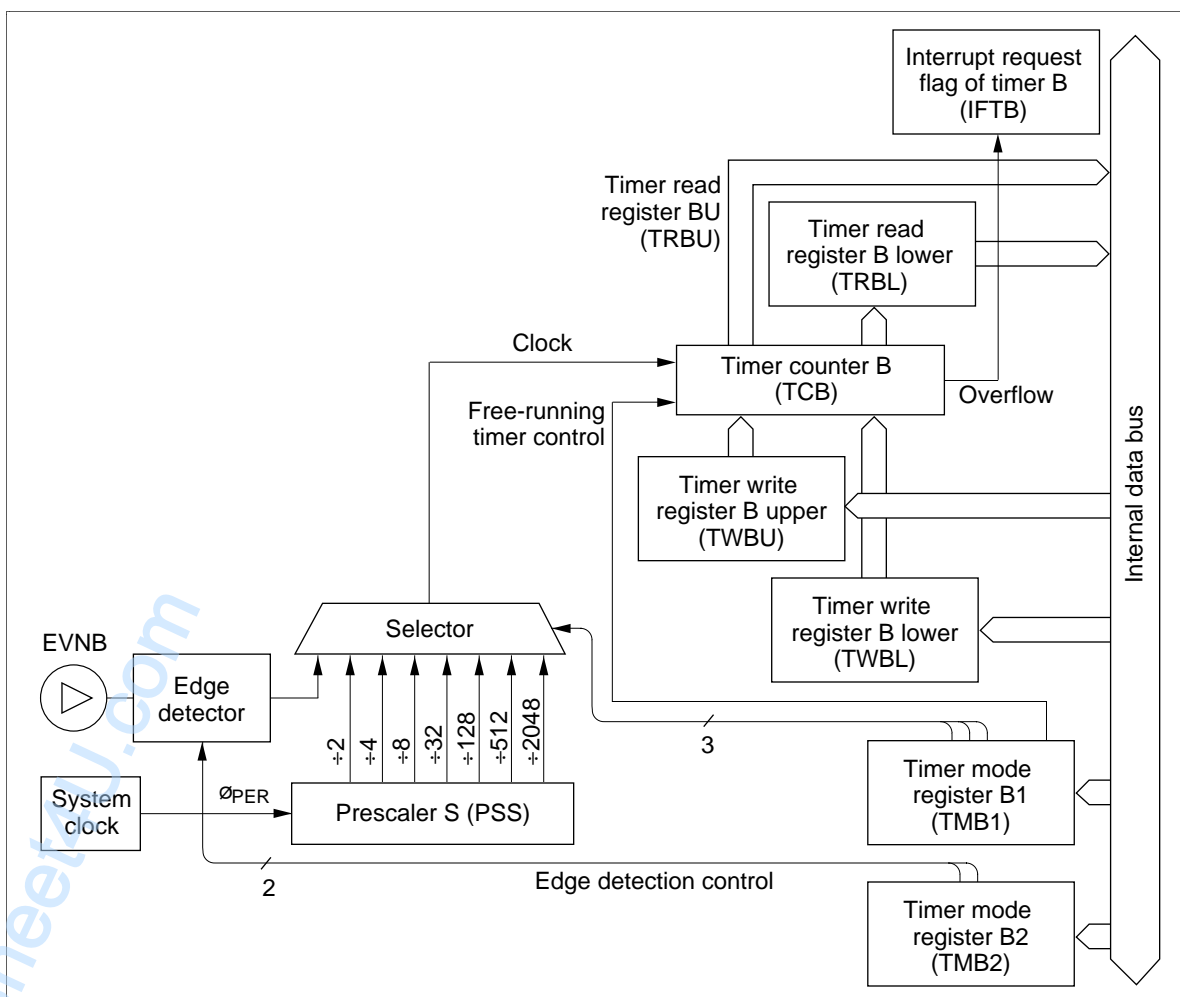 Interrupt request
flag of timer B
(IFTB)
Timer read
register BU
(TRBU)
Timer read
register B lower
(TRBL)
Clock
Timer counter B
(TCB)
Overflow
Free-running
timer control
Timer write
register B upper
(TWBU)
Internal data bus
Timer write
register B lower
(TWBL)
Selector
EVNB
Edge
detector
÷2
÷4
÷8
÷32
÷128
÷512
÷2048
3
System
clock
ØPER
Prescaler S (PSS)
Timer mode
register B1
(TMB1)
2
Edge detection control
Timer mode
register B2
(TMB2)
neet4U.com